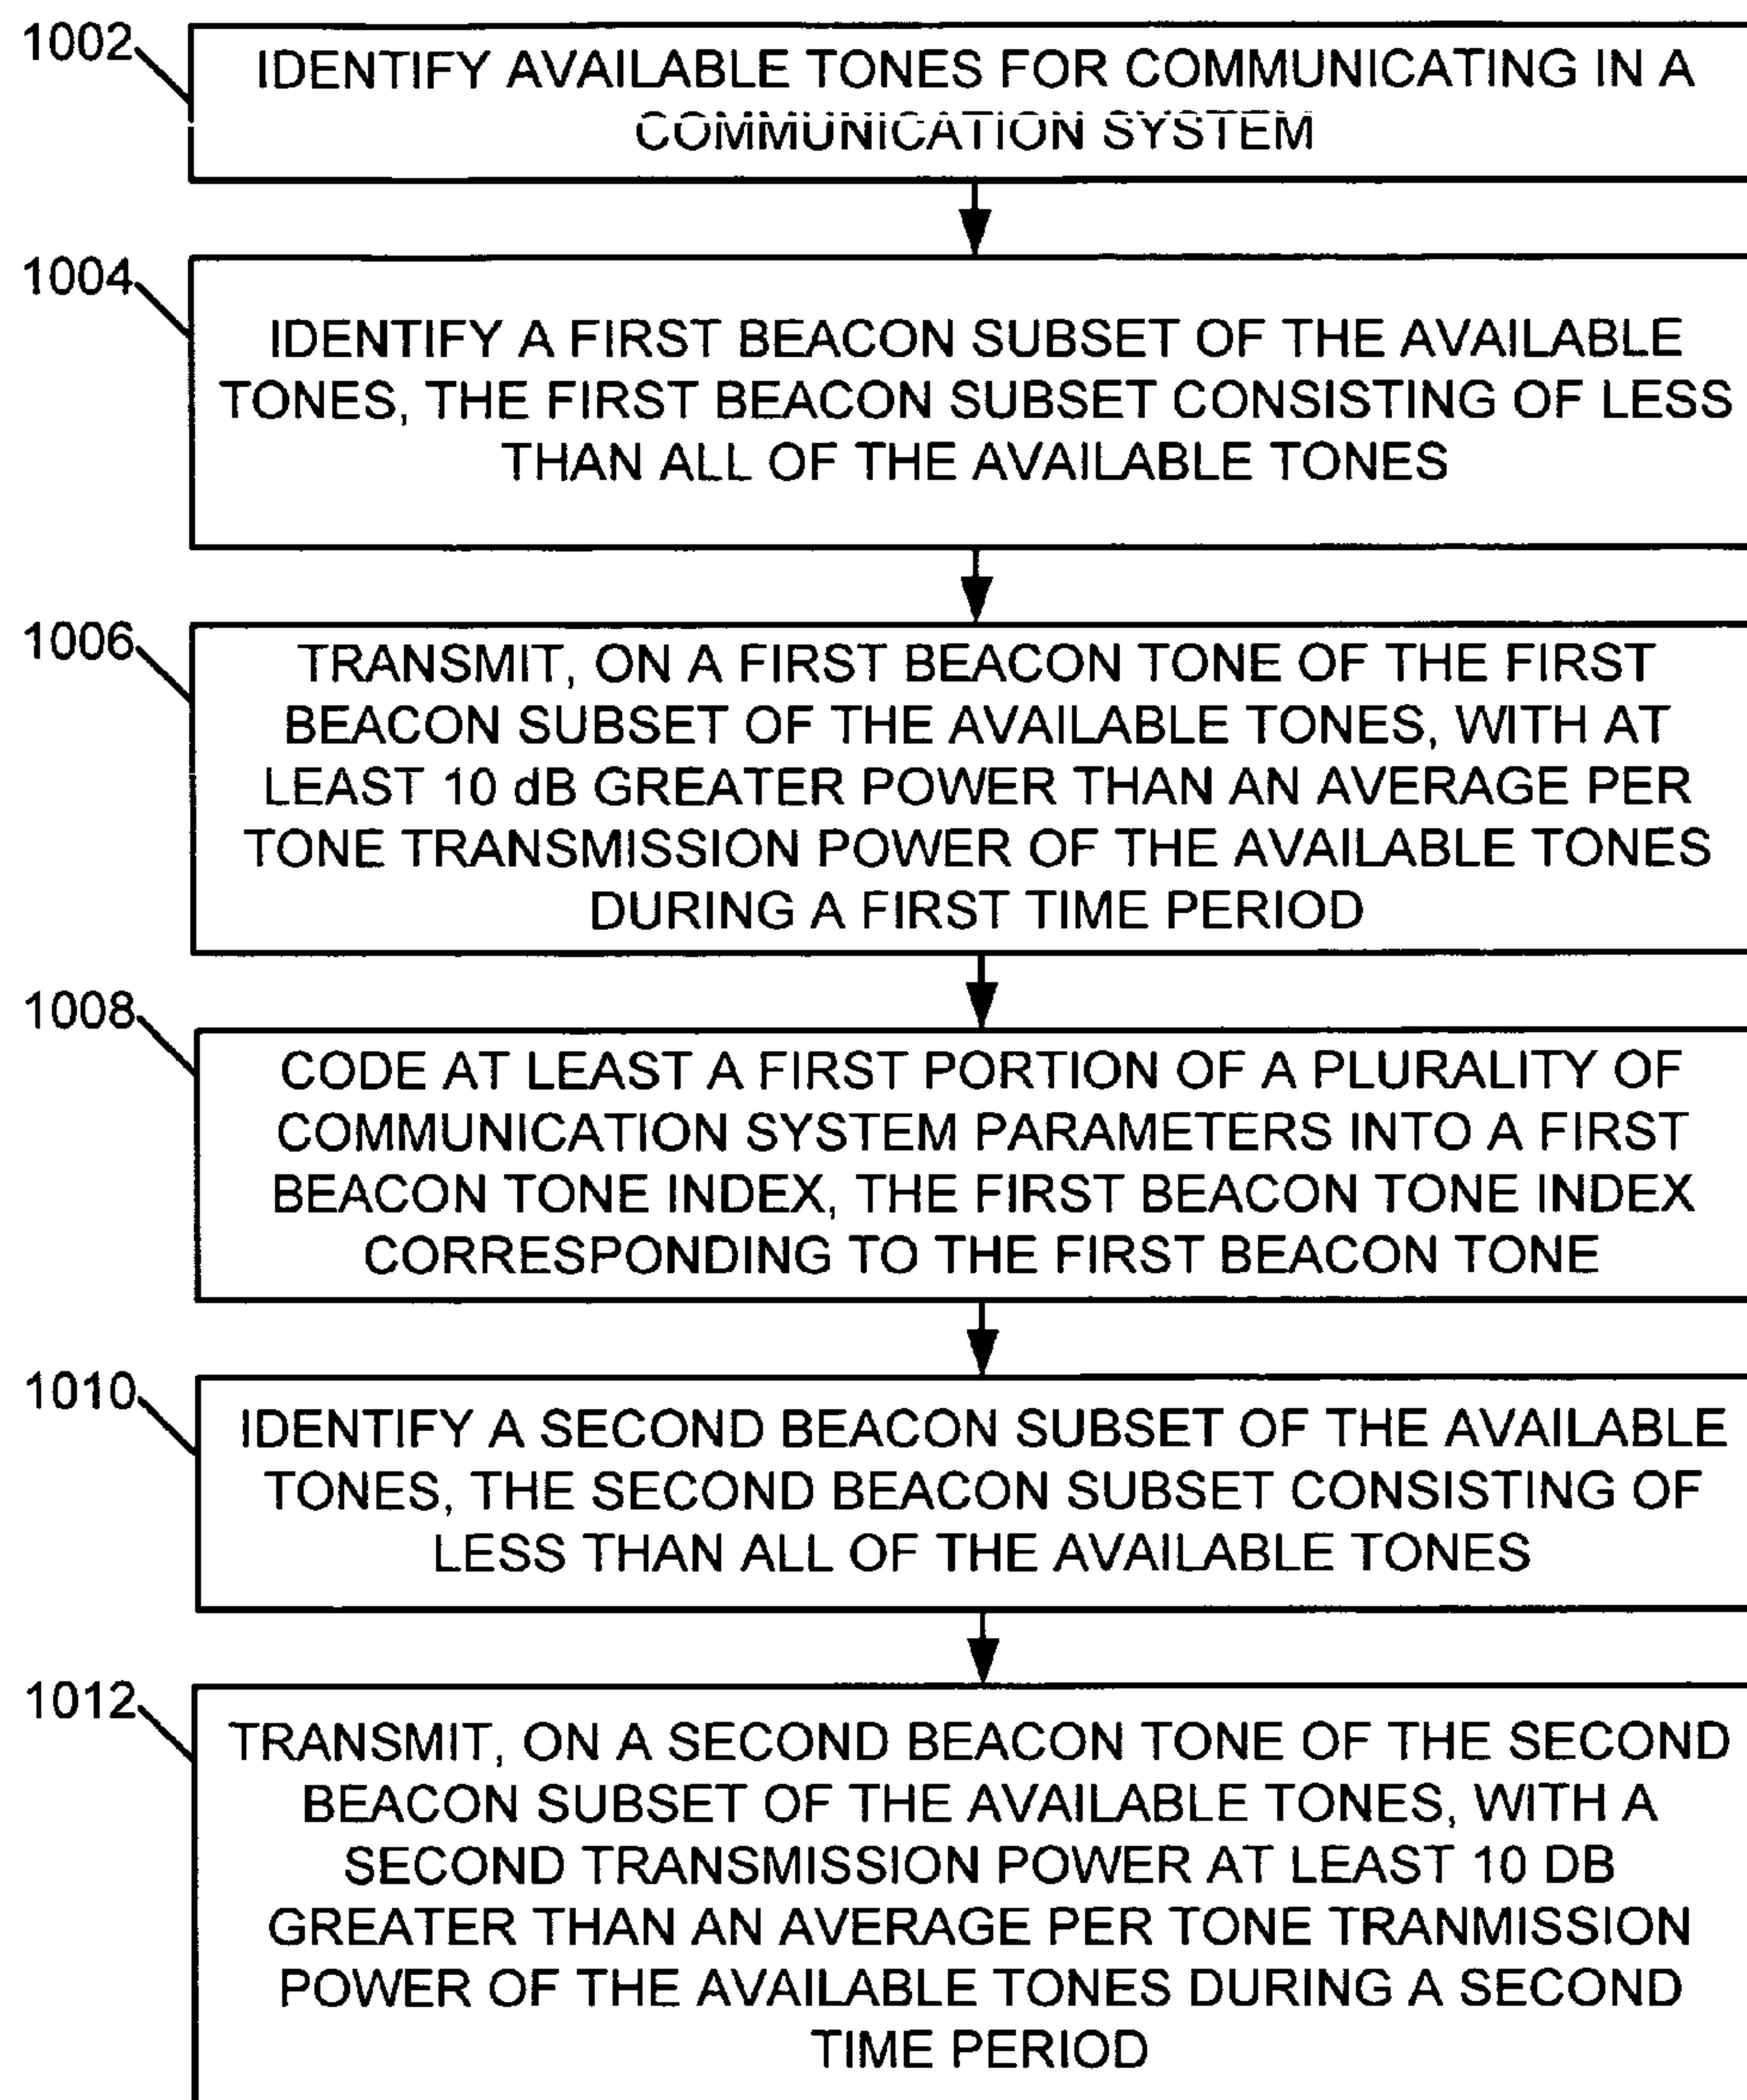 1002
IDENTIFY AVAILABLE TONES FOR COMMUNICATING IN A
COMMUNICATION SYSTEM
1004
IDENTIFY A FIRST BEACON SUBSET OF THE AVAILABLE
TONES, THE FIRST BEACON SUBSET CONSISTING OF LESS
THAN ALL OF THE AVAILABLE TONES
1006
TRANSMIT, ON A FIRST BEACON TONE OF THE FIRST
BEACON SUBSET OF THE AVAILABLE TONES, WITH AT
LEAST 10 dB GREATER POWER THAN AN AVERAGE PER
TONE TRANSMISSION POWER OF THE AVAILABLE TONES
DURING A FIRST TIME PERIOD
1008
CODE AT LEAST A FIRST PORTION OF A PLURALITY OF
COMMUNICATION SYSTEM PARAMETERS INTO A FIRST
BEACON TONE INDEX, THE FIRST BEACON TONE INDEX
CORRESPONDING TO THE FIRST BEACON TONE
1010
IDENTIFY A SECOND BEACON SUBSET OF THE AVAILABLE
TONES, THE SECOND BEACON SUBSET CONSISTING OF
LESS THAN ALL OF THE AVAILABLE TONES
1012
TRANSMIT, ON A SECOND BEACON TONE OF THE SECOND
BEACON SUBSET OF THE AVAILABLE TONES, WITH A
SECOND TRANSMISSION POWER AT LEAST 10 DB
GREATER THAN AN AVERAGE PER TONE TRANMISSION
POWER OF THE AVAILABLE TONES DURING A SECOND
TIME PERIOD